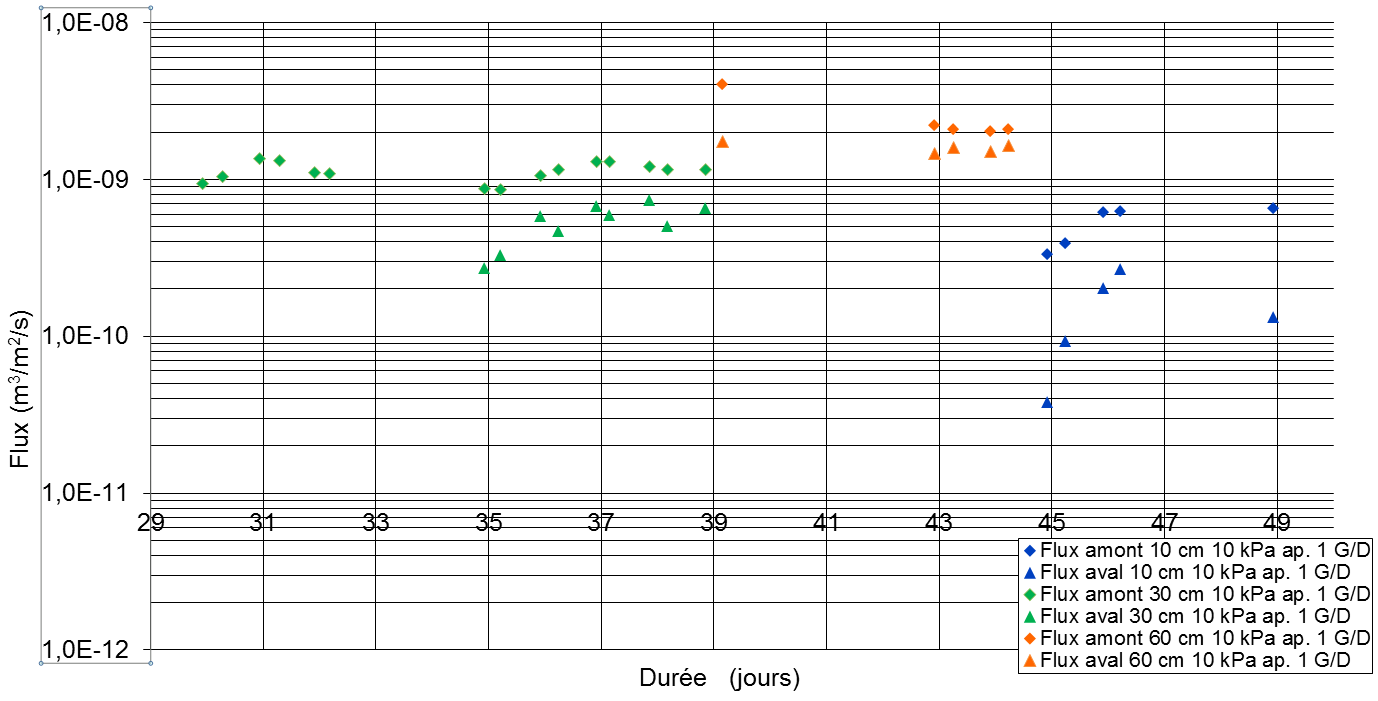 1,0E-08
1,0E-09
1,0E-10
1,0E-11
1,0E-12
Flux (m³/m²/s)
29 31 33 35 37 39 41 43 45 47 49
Flux amont 10 cm 10 kPa ap. 1 G/D
Flux aval 10 cm 10 kPa ap. 1 G/D
Flux amont 30 cm 10 kPa ap. 1 G/D
Flux aval 30 cm 10 kPa ap. 1 G/D
Flux amont 60 cm 10 kPa ap. 1 G/D
Flux aval 60 cm 10 kPa ap. 1 G/D
Durée (jours)